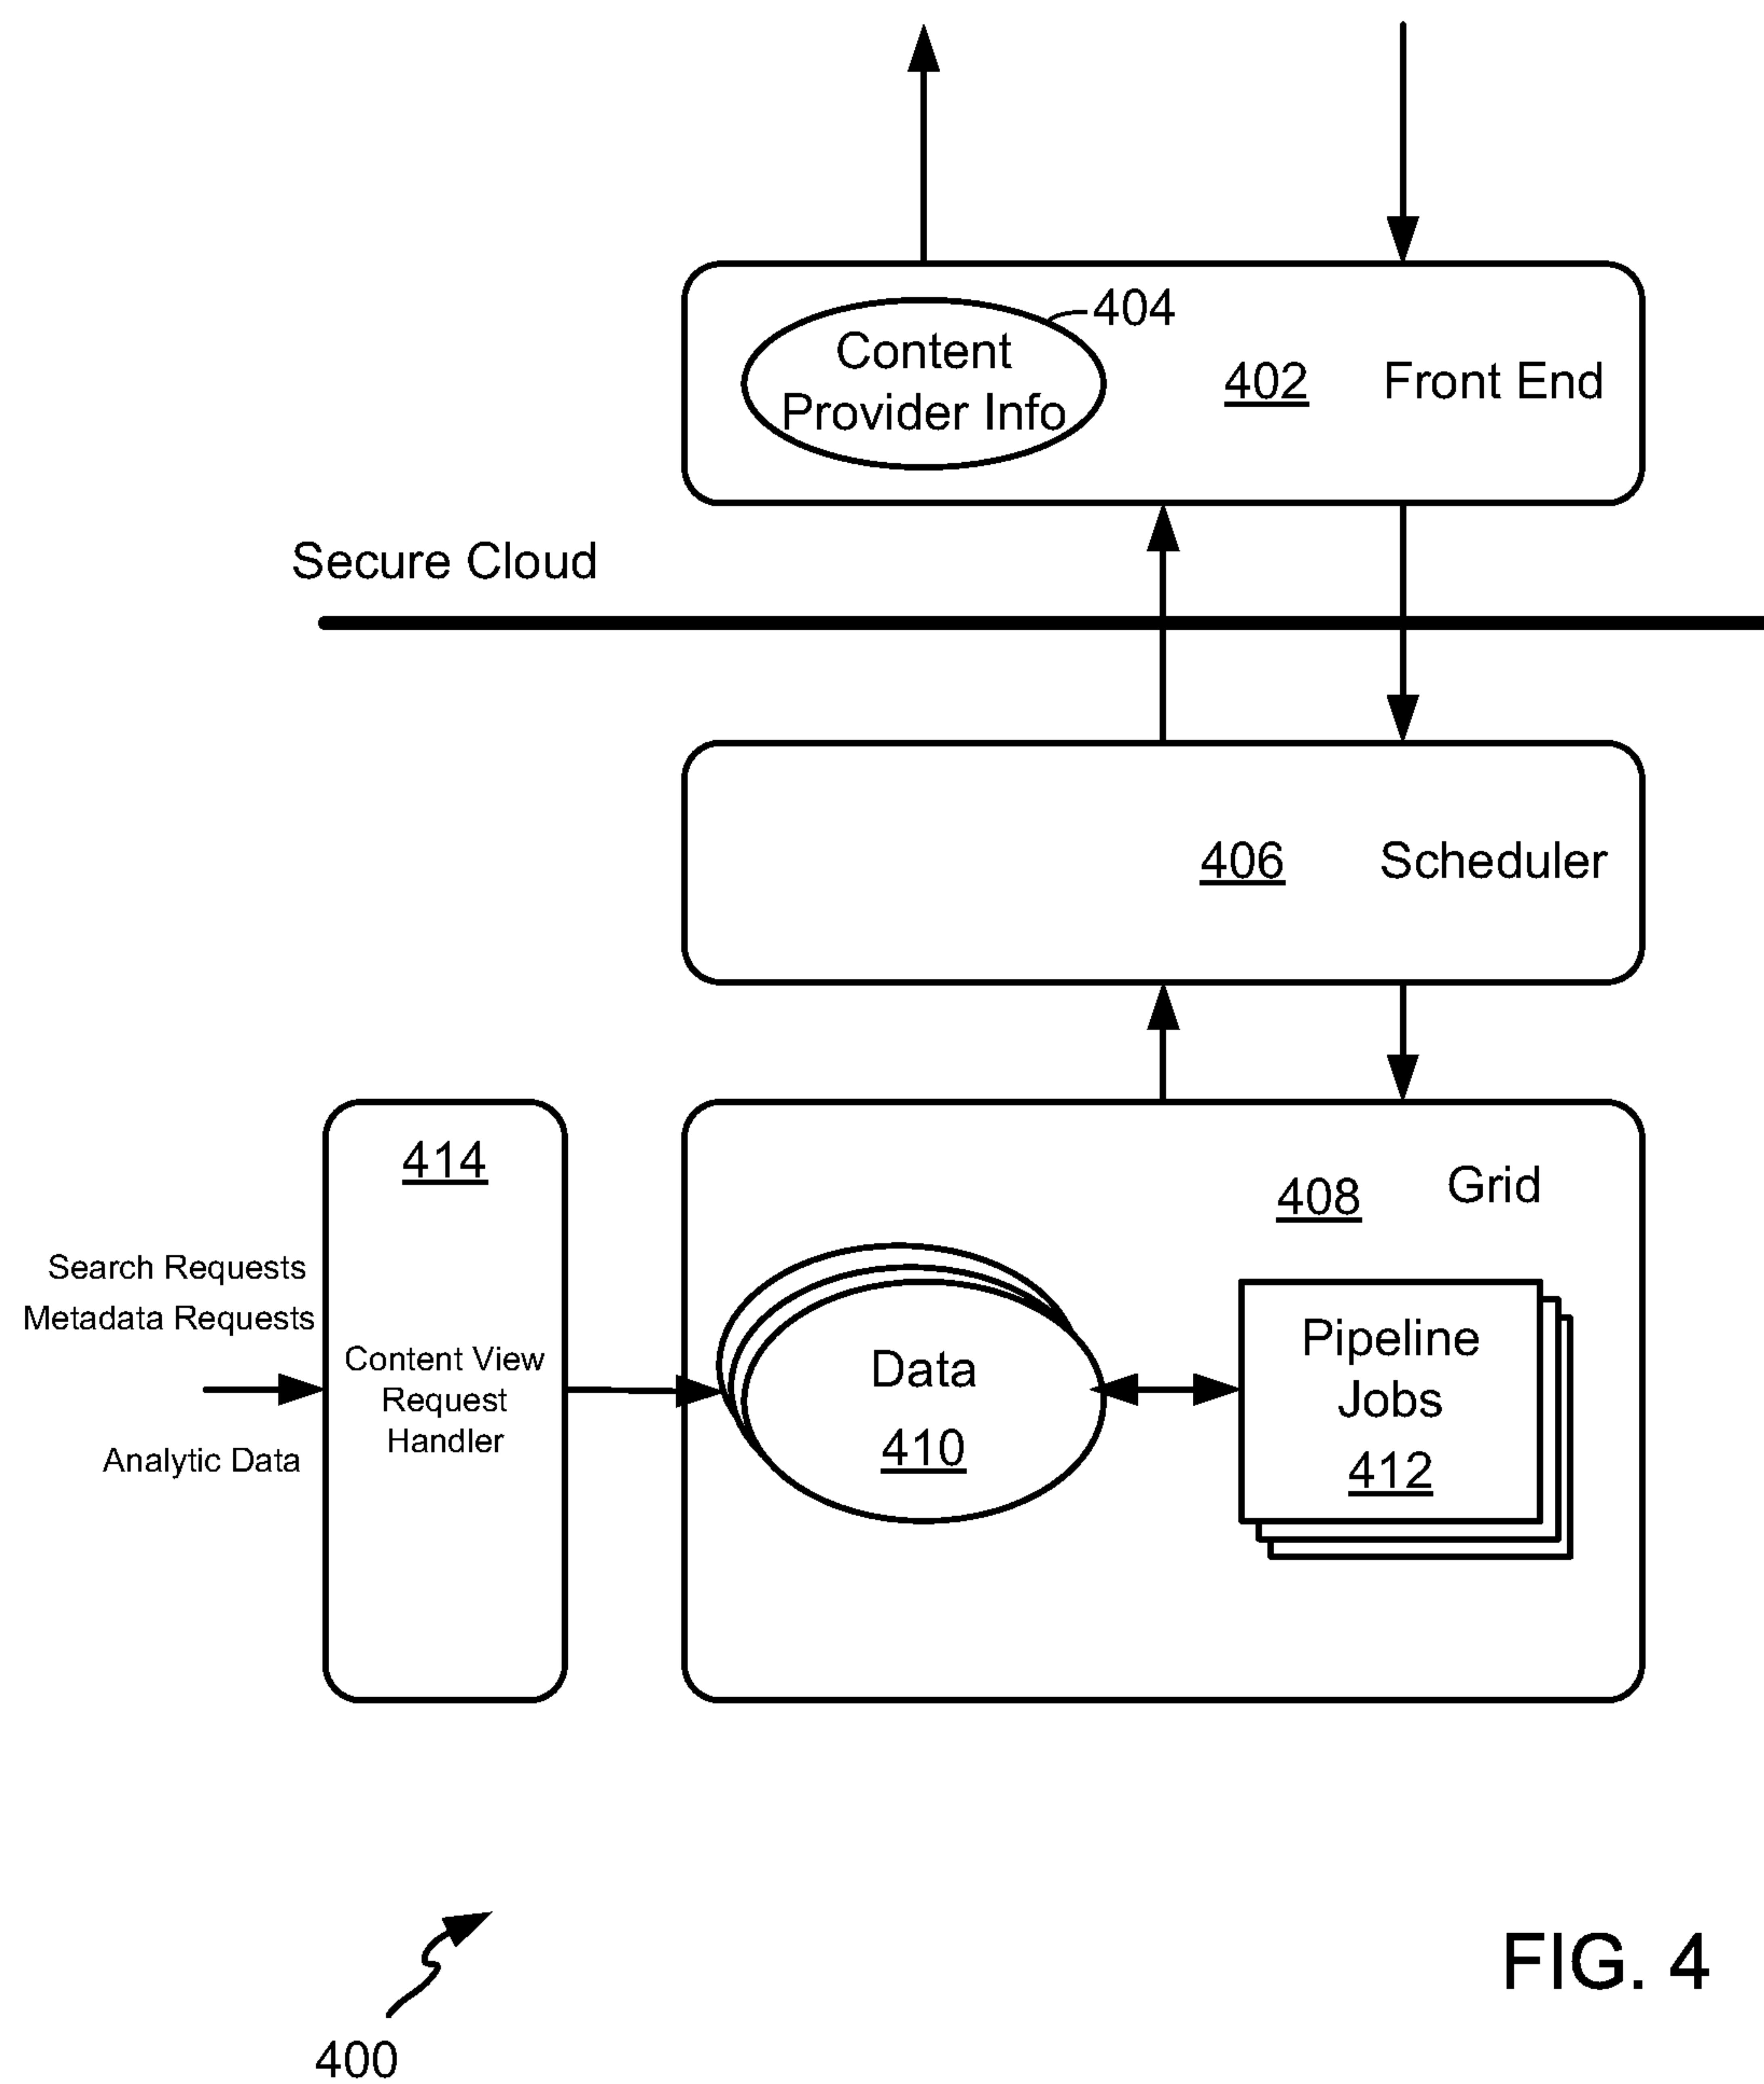 404
Content
Provider Info
402
Front End
Secure Cloud
406
Scheduler
414
408
Grid
Search Requests
Metadata Requests
Content View
Request
Handler
Analytic Data
Data
410
Pipeline
Jobs
412
FIG. 4
400